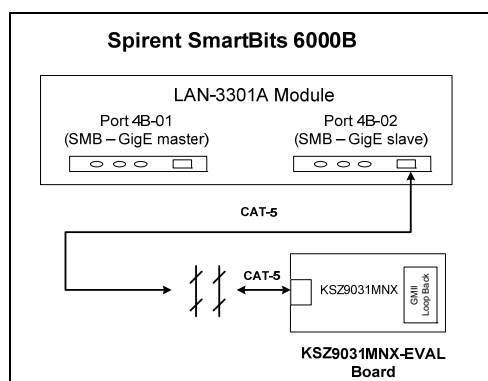 Spirent SmartBits 6000B
LAN-3301A Module
Port 4B-01
(SMB – GigE master)
Port 4B-02
(SMB – GigE slave)
CAT-5
CAT-5
KSZ9031MNX
GMII
Loop Back
KSZ9031MNX-EVAL
Board